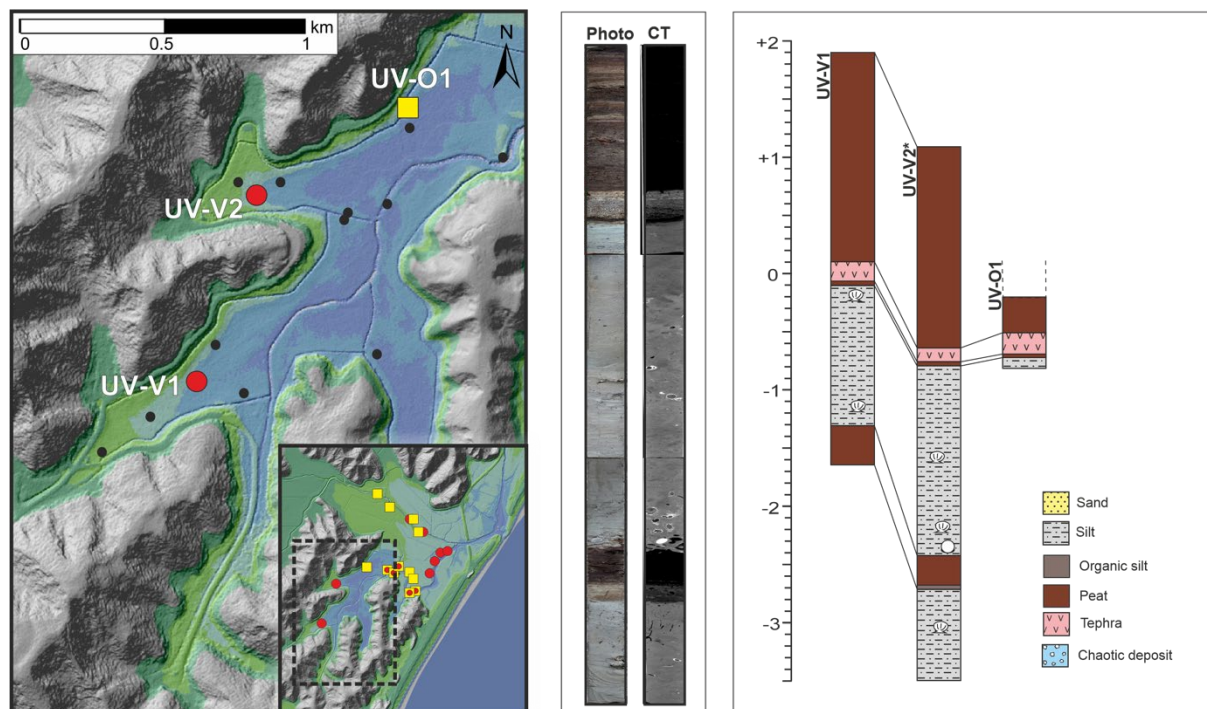 km
0 0.5 1
N
UV-O1
UV-V2
UV-V1
Photo CT
+2
+1
0
-1
-2
-3
UV-V1
UV-V2*
UV-O1
Sand
Silt
Organic silt
Peat
Tephra
Chaotic deposit